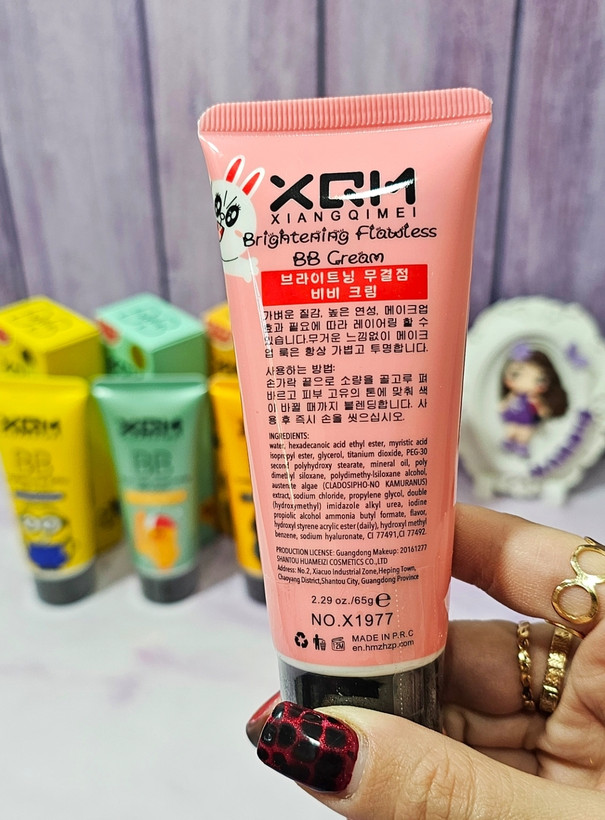 XQM
XIANGQIMEI
Brightening Flawless
BB Cream
브라이트닝 무결점
비비 크림
가벼운 질감, 높은 연성, 메이크업
효과 필요에 따라 레이어링 할 수
있습니다.무거운 느낌없이 메이크
업 룩은 항상 가볍고 투명합니다.
사용하는 방법:
손가락 끝으로 소량을 골고루 펴
바르고 피부 고유의 톤에 맞춰 색
이 바뀔 때까지 블렌딩합니다. 사
용 후 즉시 손을 씻으십시오.
INGREDIENTS:
water, hexadecanoic acid ethyl ester, myristic acid
isopropyl ester, glycerol, titanium dioxide, PEG-30
second polyhydroxy stearate, mineral oil, poly
dimethyl siloxane, polydimethy-lsiloxane alcohol,
austente algae (CLADOSIPHO-NO KAMURANUS)
extract, sodium chloride, propylene glycol, double
(hydroxymethyl) imidazole alkyl urea, iodine
propiolic alcohol ammonia butyl format, flavor,
hydroxyl styrene acrylic ester (daily), hydroxyl methyl
benzene, sodium hyaluronate, CI 77491,CI 77492.
PRODUCTION LICENSE: Guangdong Makeup: 20161277
SHANTOU HUAMEIZI COSMETICS CO.,LTD
Address: No.2, Xiacuo Industrial Zone,Heping Town,
Chaoyang District,Shantou City, Guangdong Province
2.29 oz./65g e
NO.X1977
12M
MADE IN P.R.C
en.hmzhzp.com
XQM
BB
XQM
BB